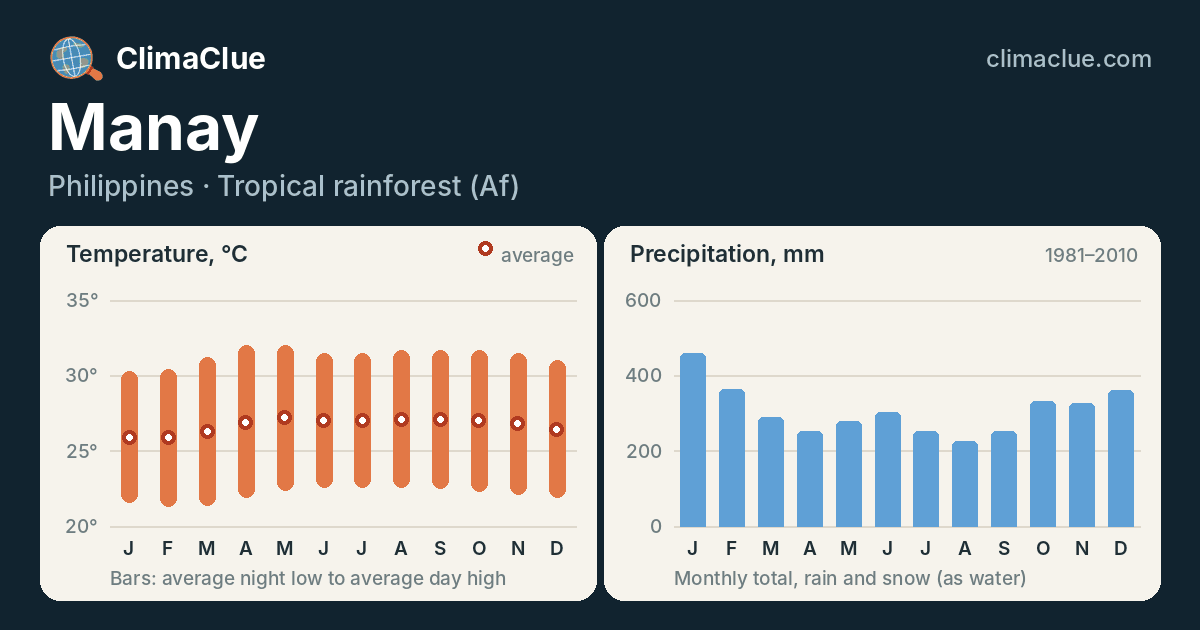 ClimaClue
climaclue.com
Manay
Philippines · Tropical rainforest (Af)
Temperature, °C
average
35°
30°
25°
20°
J F M A M J J A S O N D
Bars: average night low to average day high
Precipitation, mm
1981–2010
600
400
200
0
J F M A M J J A S O N D
Monthly total, rain and snow (as water)